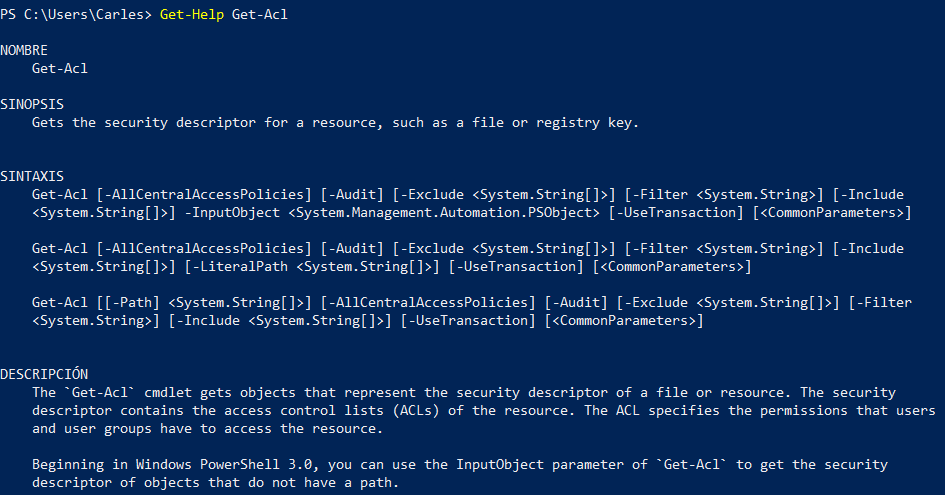 PS C:\Users\Carles> Get-Help Get-Acl
NOMBRE
Get-Acl
SINOPSIS
Gets the security descriptor for a resource, such as a file or registry key.
SINTAXIS
Get-Acl [-AllCentralAccessPolicies] [-Audit] [-Exclude <System.String[]>] [-Filter <System.String>] [-Include
<System.String[]>] -InputObject <System.Management.Automation.PSObject> [-UseTransaction] [<CommonParameters>]
Get-Acl [-AllCentralAccessPolicies] [-Audit] [-Exclude <System.String[]>] [-Filter <System.String>] [-Include
<System.String[]>] [-LiteralPath <System.String[]>] [-UseTransaction] [<CommonParameters>]
Get-Acl [[-Path] <System.String[]>] [-AllCentralAccessPolicies] [-Audit] [-Exclude <System.String[]>] [-Filter
<System.String>] [-Include <System.String[]>] [-UseTransaction] [<CommonParameters>]
DESCRIPCIÓN
The `Get-Acl` cmdlet gets objects that represent the security descriptor of a file or resource. The security
descriptor contains the access control lists (ACLs) of the resource. The ACL specifies the permissions that users
and user groups have to access the resource.
Beginning in Windows PowerShell 3.0, you can use the InputObject parameter of `Get-Acl` to get the security
descriptor of objects that do not have a path.